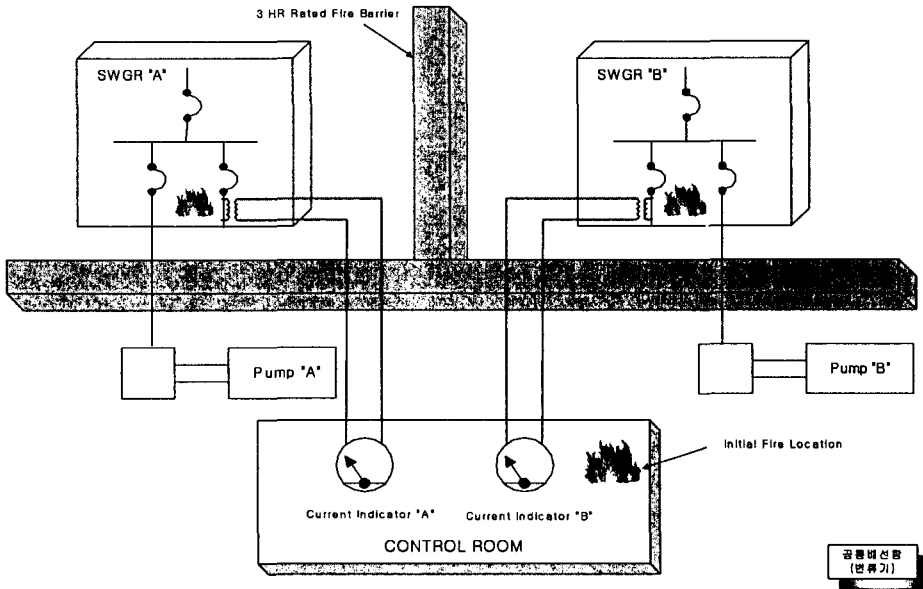 3 HR Rated Fire Barrier
SWGR "A"
SWGR "B"
Pump "A"
Pump "B"
Initial Fire Location
Current Indicator "A"
Current Indicator "B"
CONTROL ROOM
공통배선함
(변류기)